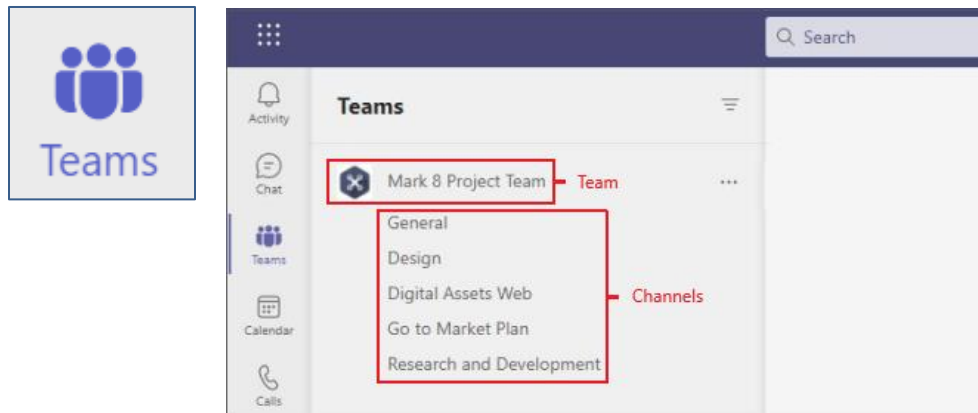 Teams
Search
Activity
Teams
Chat
Mark 8 Project Team
Team
...
General
Teams
Design
Digital Assets Web
Channels
Calendar
Go to Market Plan
Research and Development
Calls